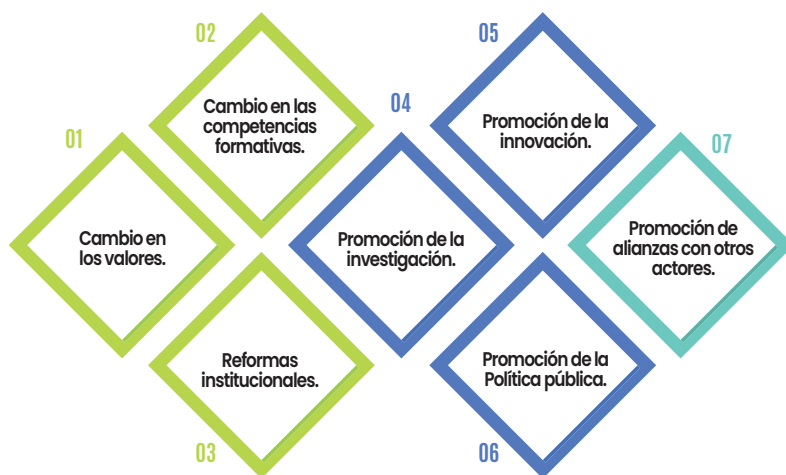 01
Cambio en
los valores.
02
Cambio en las
competencias
formativas.
03
Reformas
institucionales.
04
Promoción de la
investigación.
05
Promoción de la
innovación.
06
Promoción de la
Política pública.
07
Promoción de
alianzas con otros
actores.